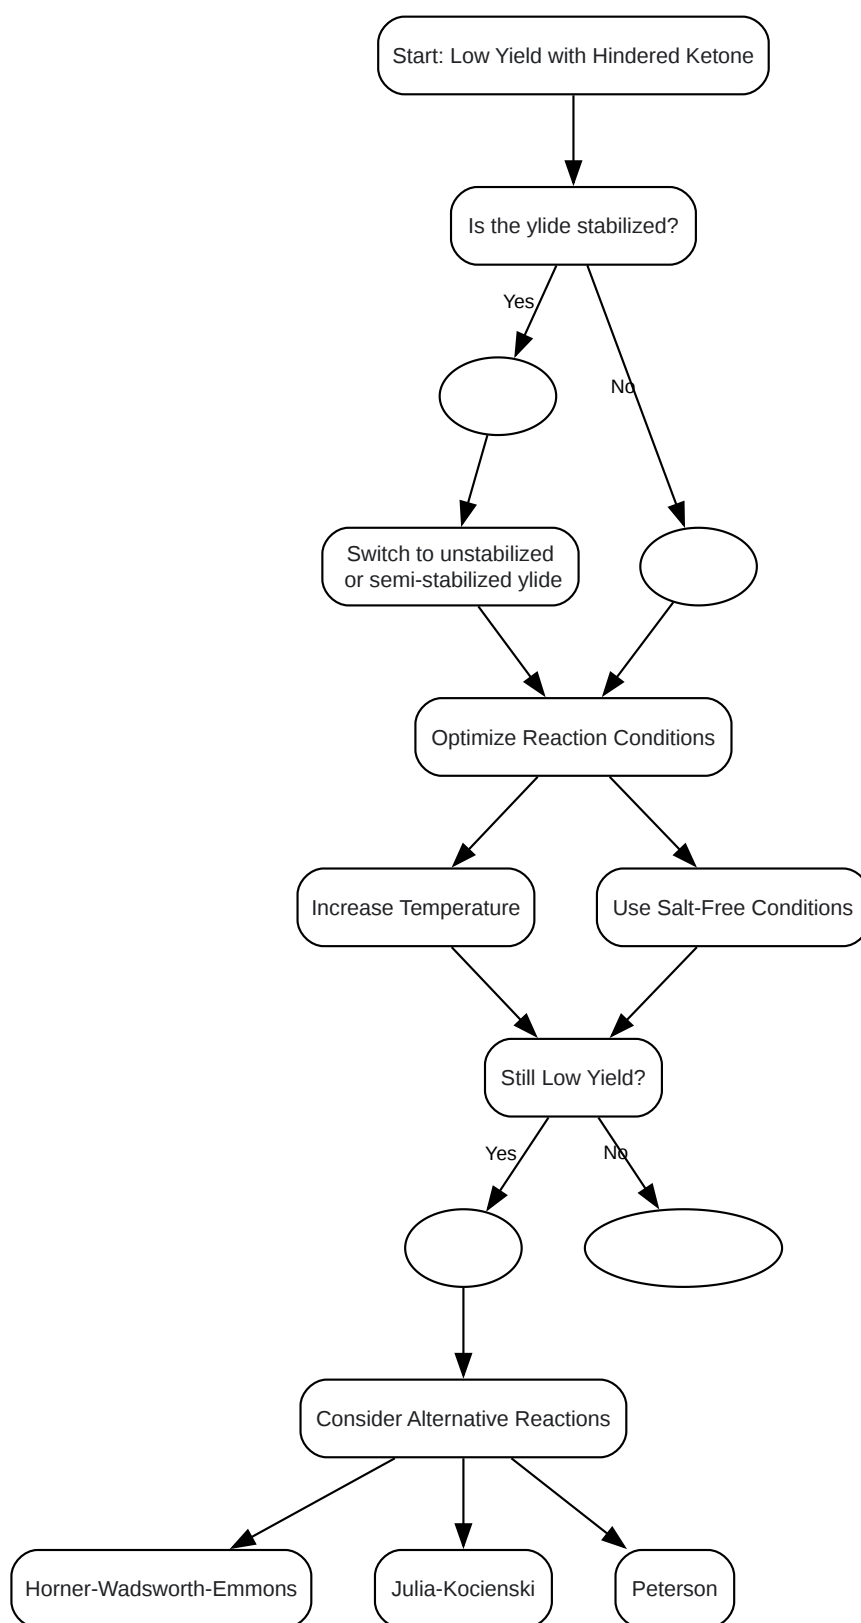 Start: Low Yield with Hindered Ketone
Is the ylide stabilized?
Yes
No
Switch to unstabilized
or semi-stabilized ylide
Optimize Reaction Conditions
Increase Temperature
Use Salt-Free Conditions
Still Low Yield?
Yes
No
Consider Alternative Reactions
Horner-Wadsworth-Emmons
Julia-Kocienski
Peterson